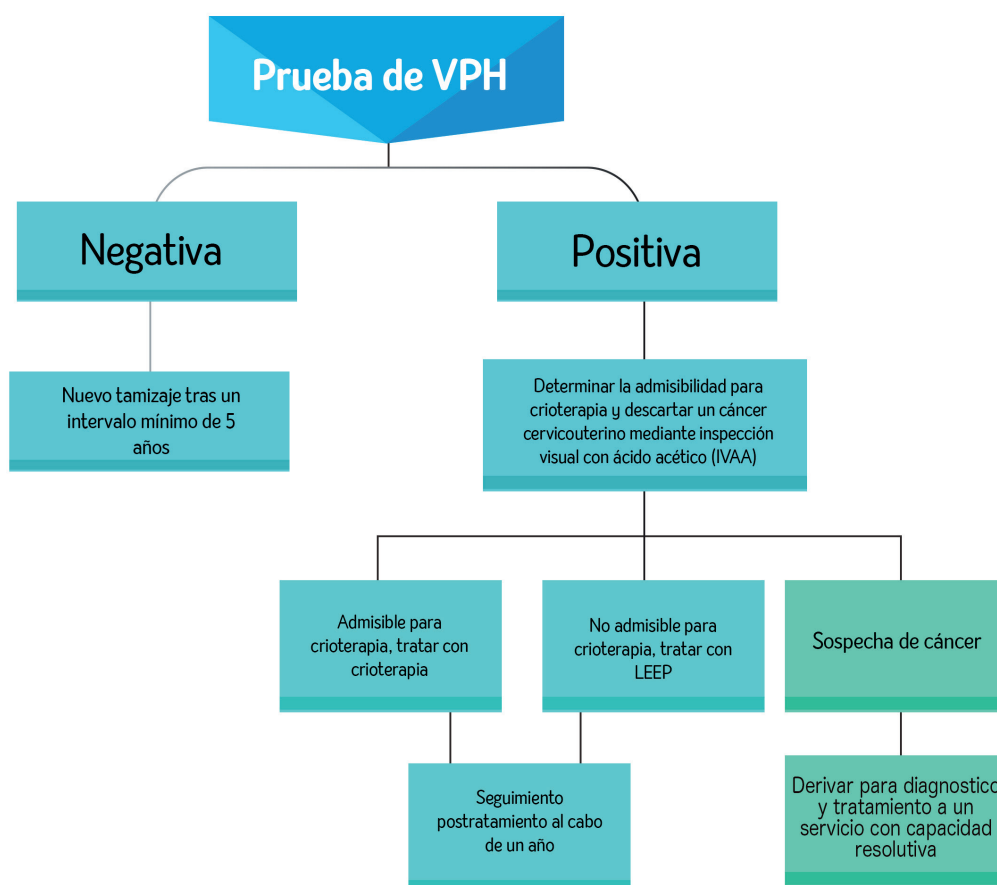 Prueba de VPH
Negativa
Positiva
Nuevo tamizaje tras un
intervalo mínimo de 5
años
Determinar la admisibilidad para
crioterapia y descartar un cáncer
cervicouterino mediante inspección
visual con ácido acético (IVAA)
Admisible para
crioterapia, tratar con
crioterapia
No admisible para
crioterapia, tratar con
LEEP
Sospecha de cáncer
Seguimiento
postratamiento al cabo
de un año
Derivar para diagnostico
y tratamiento a un
servicio con capacidad
resolutiva